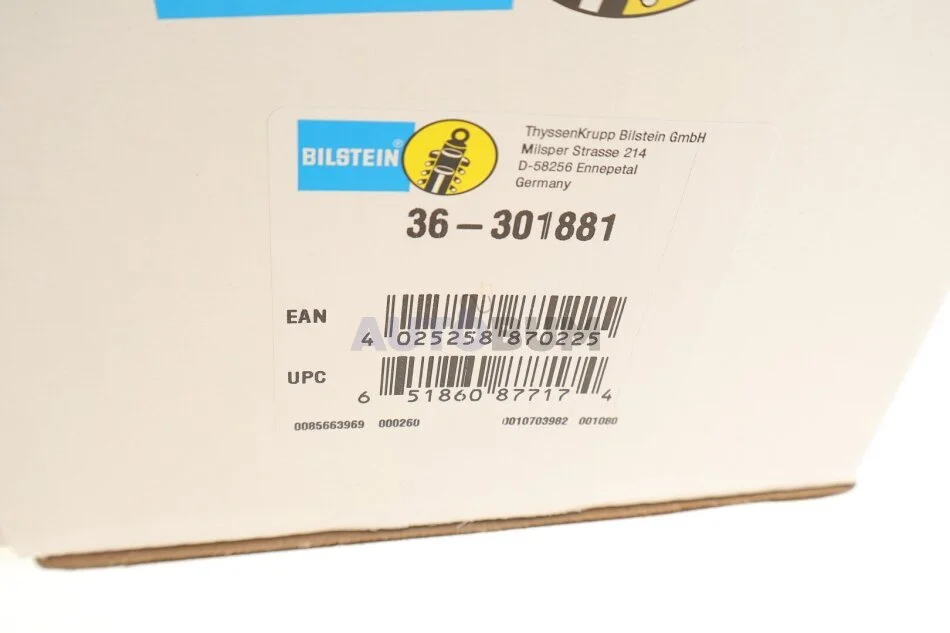 BILSTEIN®
ThyssenKrupp Bilstein GmbH
Milsper Strasse 214
D-58256 Ennepetal
Germany
36-301881
EAN
4 025258 870225
AUTOBUM
UPC
6 51860 87717 4
0085663969 000260 0010703982 001080